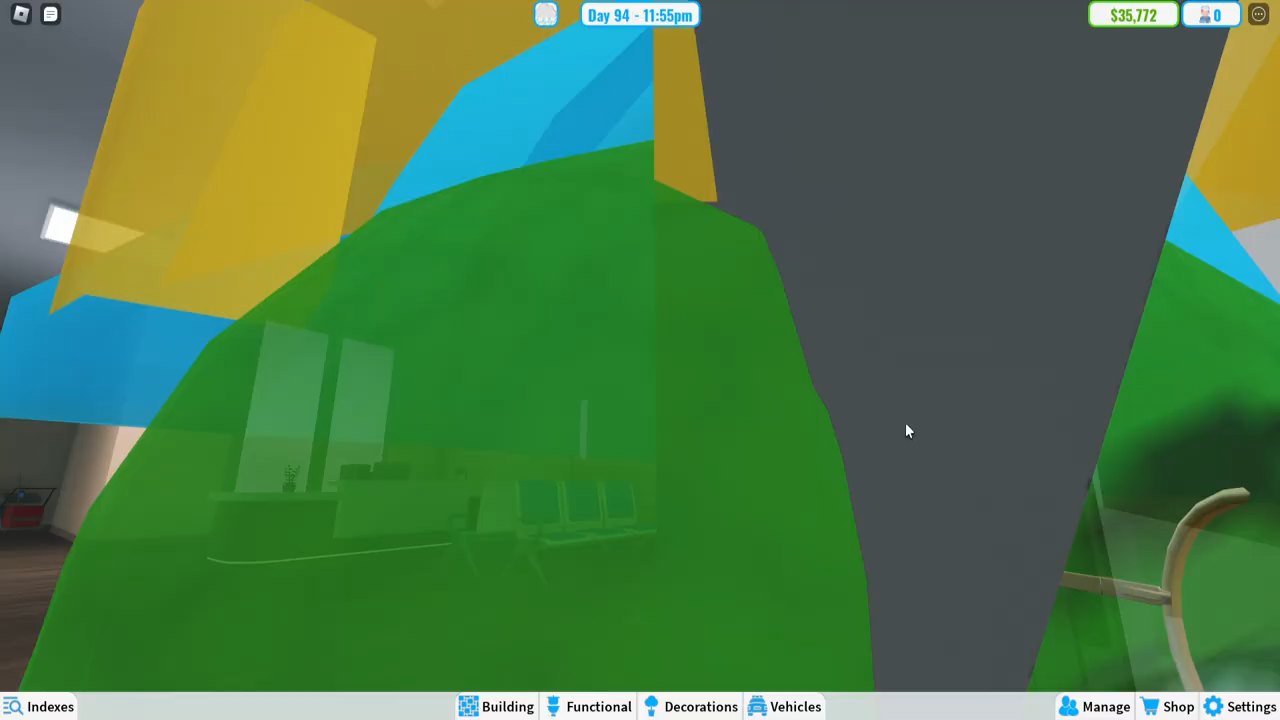 Day 94 - 11:55pm
$35,772
0
Indexes
Building
Functional
Decorations
Vehicles
Manage
Shop
Settings